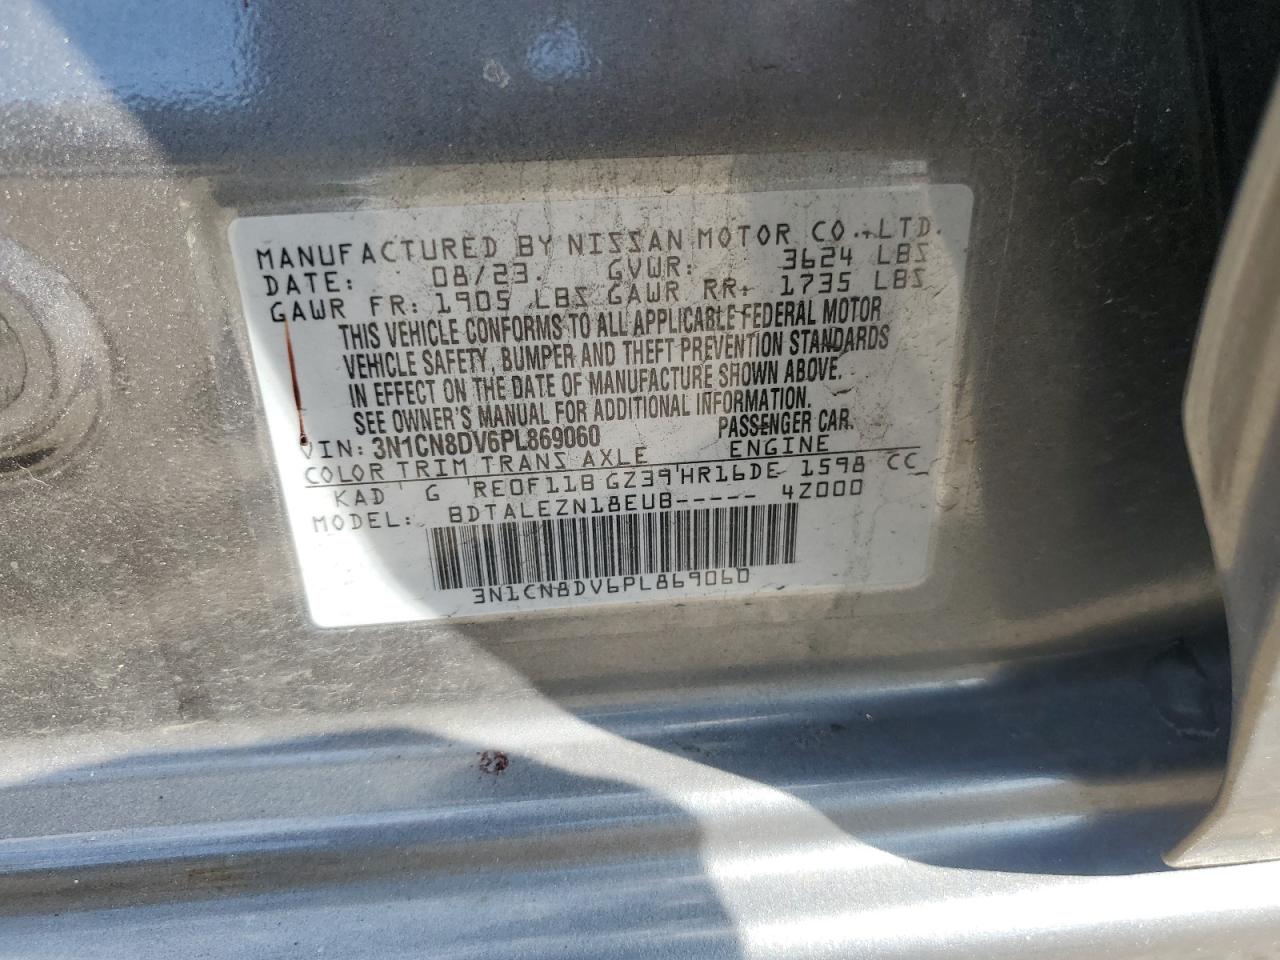 MANUFACTURED BY NISSAN MOTOR CO.,LTD.
DATE: 08/23. GVWR: 3624 LBS
GAWR FR: 1905 LBS GAWR RR: 1735 LBS
THIS VEHICLE CONFORMS TO ALL APPLICABLE FEDERAL MOTOR
VEHICLE SAFETY, BUMPER AND THEFT PREVENTION STANDARDS
IN EFFECT ON THE DATE OF MANUFACTURE SHOWN ABOVE.
SEE OWNER'S MANUAL FOR ADDITIONAL INFORMATION.
VIN: 3N1CN8DV6PL869060 PASSENGER CAR.
COLOR TRIM TRANS AXLE ENGINE
KAD G RE0F11B GZ39 HR16DE 1598 CC
MODEL: BDTALEZN18EUB----- 4Z000
3N1CN8DV6PL869060